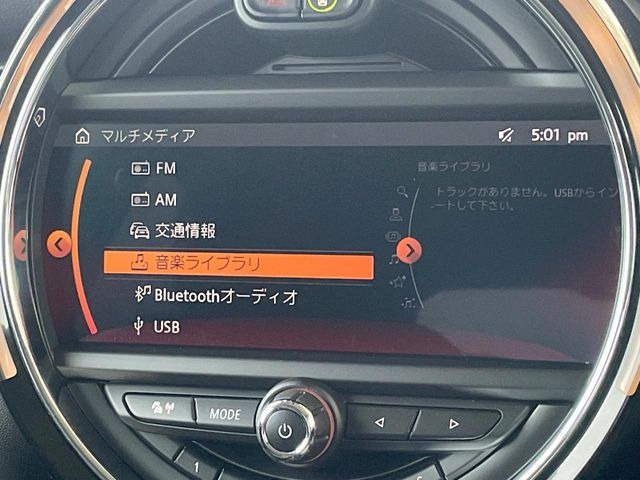 マルチメディア
5:01 pm
FM
AM
交通情報
音楽ライブラリ
Bluetoothオーディオ
USB
音楽ライブラリ
トラックがありません。USBからイン
ートして下さい。
MODE
1
6